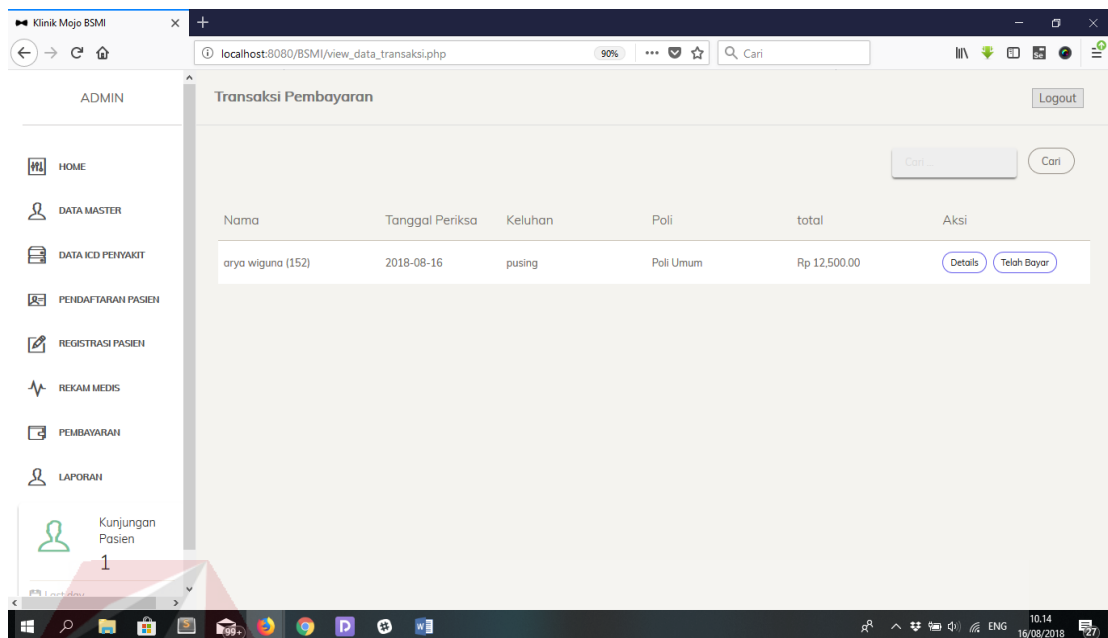 Klinik Mojo BSMI
localhost:8080/BSMI/view_data_transaksi.php
90%
Cari
ADMIN
Transaksi Pembayaran
Logout
Cari ...
Cari
HOME
DATA MASTER
DATA ICD PENYAKIT
PENDAFTARAN PASIEN
REGISTRASI PASIEN
REKAM MEDIS
PEMBAYARAN
LAPORAN
Nama Tanggal Periksa Keluhan Poli total Aksi
arya wiguna (152) 2018-08-16 pusing Poli Umum Rp 12,500.00 Details Telah Bayar
Kunjungan
Pasien
1
Last day
99+
ENG
10.14
16/08/2018
27